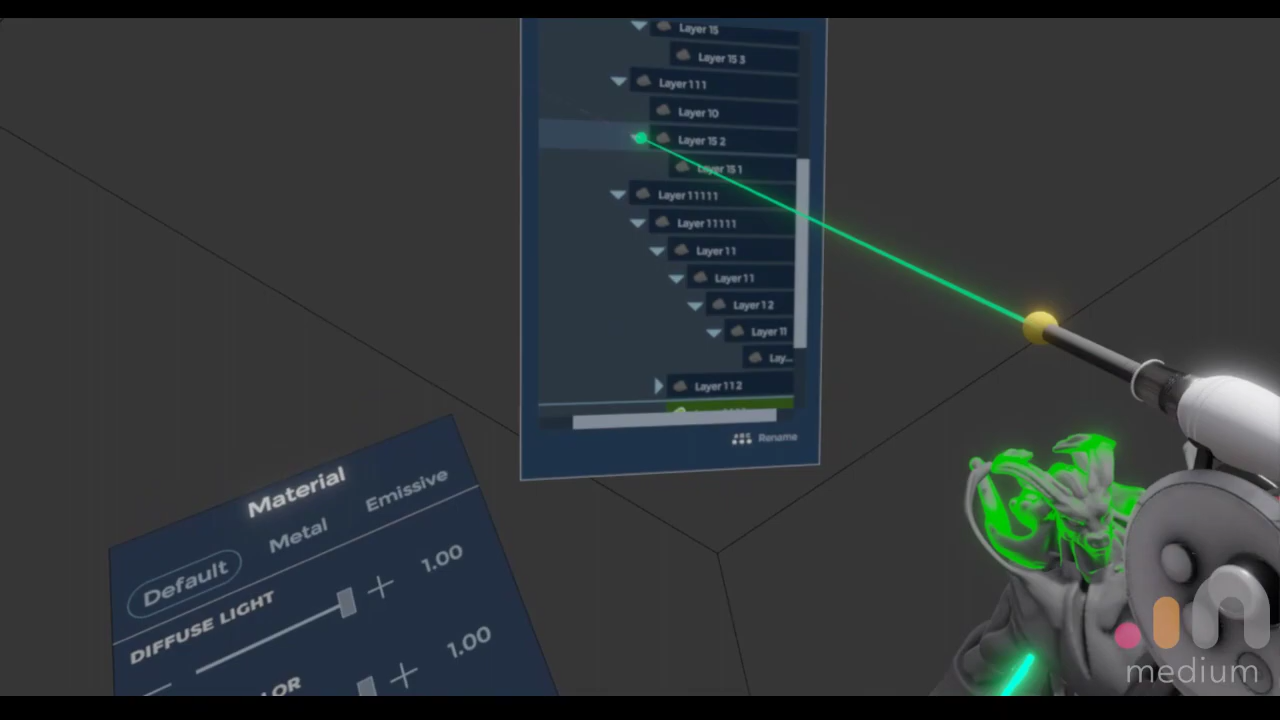 Layer 15
Layer 15 3
Layer 111
Layer 10
Layer 15 2
Layer 15 1
Layer 11111
Layer 11111
Layer 11
Layer 11
Layer 12
Layer 11
Lay...
Layer 112
Rename
Material
Default Metal Emissive
DIFFUSE LIGHT
1.00
1.00
medium